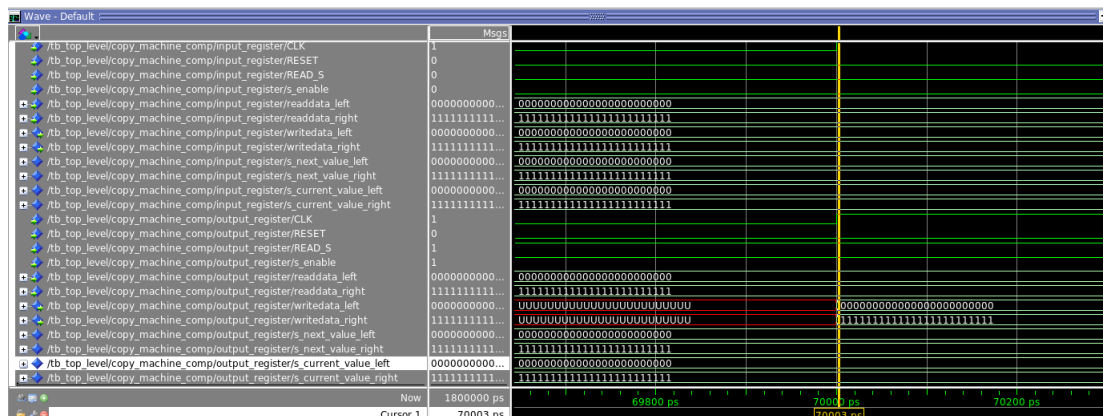 Wave - Default
Msgs
/tb_top_level/copy_machine_comp/input_register/CLK 1
/tb_top_level/copy_machine_comp/input_register/RESET 0
/tb_top_level/copy_machine_comp/input_register/READ_S 0
/tb_top_level/copy_machine_comp/input_register/s_enable 0
/tb_top_level/copy_machine_comp/input_register/readdata_left 0000000000... 000000000000000000000000
/tb_top_level/copy_machine_comp/input_register/readdata_right 1111111111... 111111111111111111111111
/tb_top_level/copy_machine_comp/input_register/writedata_left 0000000000... 000000000000000000000000
/tb_top_level/copy_machine_comp/input_register/writedata_right 1111111111... 111111111111111111111111
/tb_top_level/copy_machine_comp/input_register/s_next_value_left 0000000000... 000000000000000000000000
/tb_top_level/copy_machine_comp/input_register/s_next_value_right 1111111111... 111111111111111111111111
/tb_top_level/copy_machine_comp/input_register/s_current_value_left 0000000000... 000000000000000000000000
/tb_top_level/copy_machine_comp/input_register/s_current_value_right 1111111111... 111111111111111111111111
/tb_top_level/copy_machine_comp/output_register/CLK 1
/tb_top_level/copy_machine_comp/output_register/RESET 0
/tb_top_level/copy_machine_comp/output_register/READ_S 1
/tb_top_level/copy_machine_comp/output_register/s_enable 1
/tb_top_level/copy_machine_comp/output_register/readdata_left 0000000000... 000000000000000000000000
/tb_top_level/copy_machine_comp/output_register/readdata_right 1111111111... 111111111111111111111111
/tb_top_level/copy_machine_comp/output_register/writedata_left 0000000000... UUUUUUUUUUUUUUUUUUUUUUUU 000000000000000000000000
/tb_top_level/copy_machine_comp/output_register/writedata_right 1111111111... UUUUUUUUUUUUUUUUUUUUUUUU 111111111111111111111111
/tb_top_level/copy_machine_comp/output_register/s_next_value_left 0000000000... 000000000000000000000000
/tb_top_level/copy_machine_comp/output_register/s_next_value_right 1111111111... 111111111111111111111111
/tb_top_level/copy_machine_comp/output_register/s_current_value_left 0000000000... 000000000000000000000000
/tb_top_level/copy_machine_comp/output_register/s_current_value_right 1111111111... 111111111111111111111111
Now 1800000 ps 69800 ps 70000 ps 70200 ps
Cursor 1 70003 ps 70003 ps